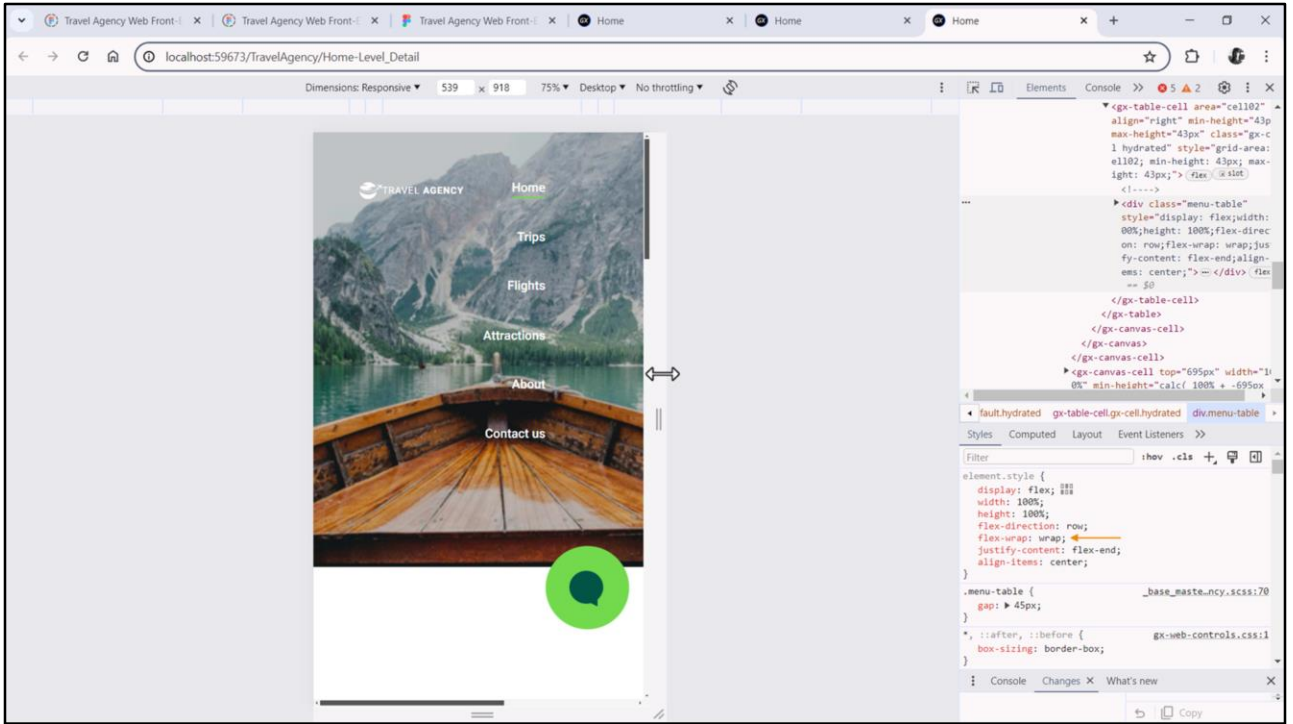 Travel Agency Web Front-E
Travel Agency Web Front-E
Travel Agency Web Front-E
Home
Home
Home
localhost:59673/TravelAgency/Home-Level_Detail
Dimensions: Responsive 539 x 918 75% Desktop No throttling
Elements Console 5 2
TRAVEL AGENCY
Home
Trips
Flights
Attractions
About
Contact us
<gx-table-cell area="cell02"
align="right" min-height="43p
max-height="43px" class="gx-c
l hydrated" style="grid-area:
ell02; min-height: 43px; max-
ight: 43px;"> flex slot
<!---->
<div class="menu-table"
style="display: flex;width:
00%;height: 100%;flex-direc
on: row;flex-wrap: wrap;jus
fy-content: flex-end;align-
ems: center;"> … </div> flex
== $0
</gx-table-cell>
</gx-table>
</gx-canvas-cell>
</gx-canvas>
</gx-canvas-cell>
<gx-canvas-cell top="695px" width="1
0%" min-height="calc( 100% + -695px
fault.hydrated gx-table-cell.gx-cell.hydrated div.menu-table
Styles Computed Layout Event Listeners
Filter :hov .cls
element.style {
display: flex;
width: 100%;
height: 100%;
flex-direction: row;
flex-wrap: wrap;
justify-content: flex-end;
align-items: center;
}
.menu-table { _base_maste…ncy.scss:70
gap: 45px;
}
*, ::after, ::before { gx-web-controls.css:1
box-sizing: border-box;
}
Console Changes What's new
Copy